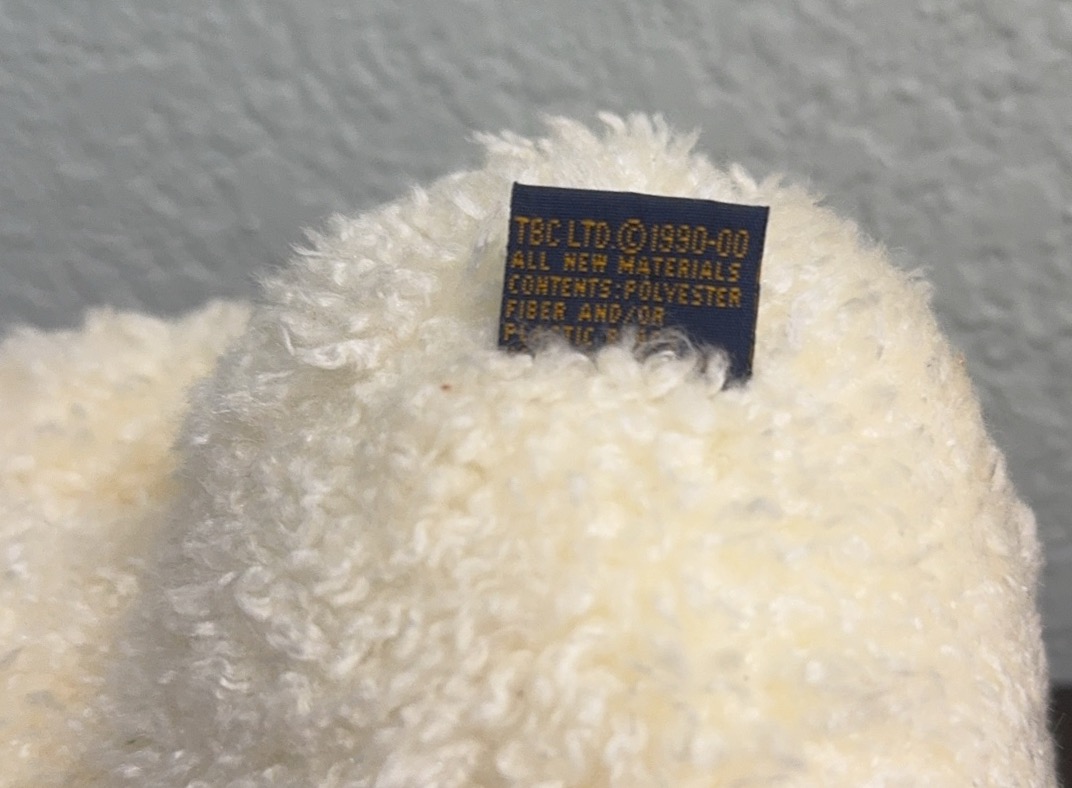 TBC LTD. © 1990-00
ALL NEW MATERIALS
CONTENTS: POLYESTER
FIBER AND/OR